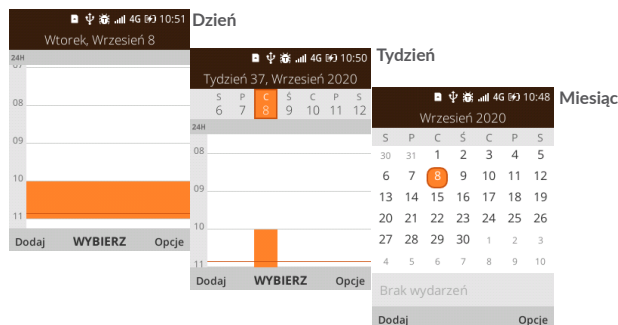 4G 10:51
Dzień
Wtorek, Wrzesień 8
24H
07
08
09
10
11
Dodaj WYBIERZ Opcje
4G 10:50
Tydzień
Tydzień 37, Wrzesień 2020
S P C Ś C P S
6 7 8 9 10 11 12
24H
08
09
10
11
Dodaj WYBIERZ Opcje
4G 10:48
Miesiąc
Wrzesień 2020
S P C Ś C P S
30 31 1 2 3 4 5
6 7 8 9 10 11 12
13 14 15 16 17 18 19
20 21 22 23 24 25 26
27 28 29 30 1 2 3
4 5 6 7 8 9 10
Brak wydarzeń
Dodaj Opcje